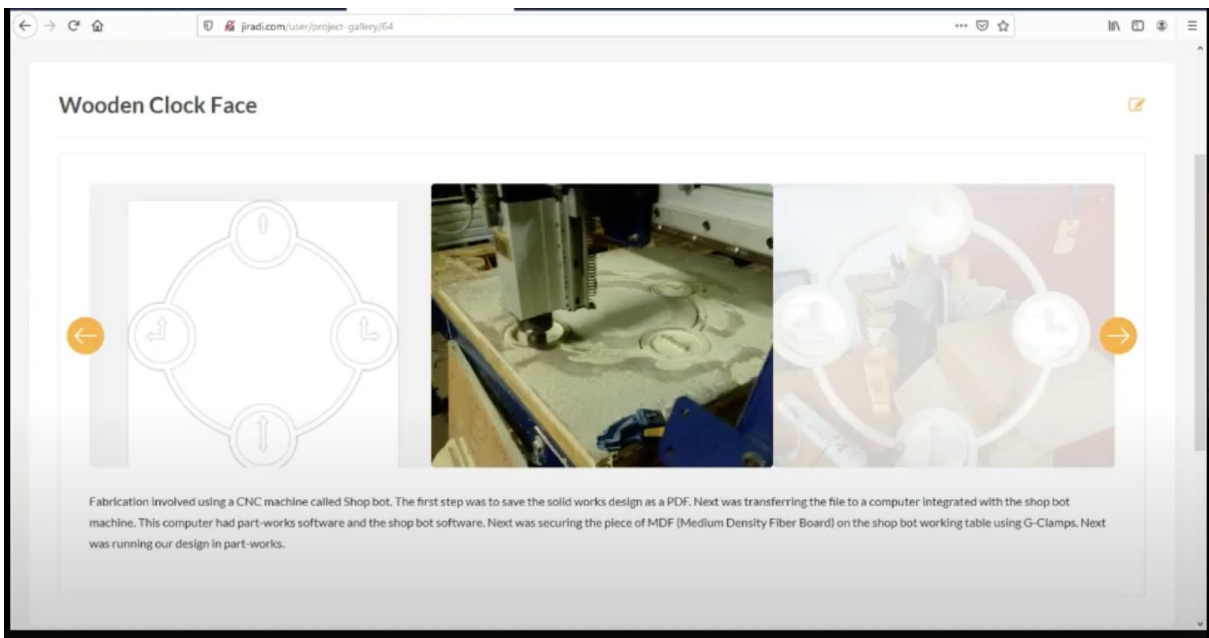 jiradi.com/user/project-gallery/64
Wooden Clock Face
Fabrication involved using a CNC machine called Shop bot. The first step was to save the solid works design as a PDF. Next was transferring the file to a computer integrated with the shop bot
machine. This computer had part-works software and the shop bot software. Next was securing the piece of MDF (Medium Density Fiber Board) on the shop bot working table using G-Clamps. Next
was running our design in part-works.